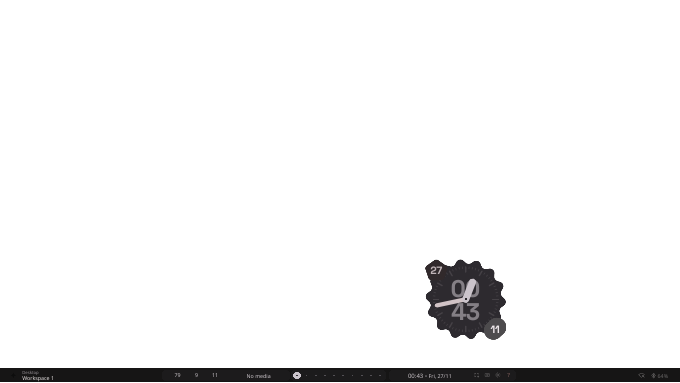 27
00
43
11
Desktop
Workspace 1
79 9 11
No media
00:43 • Fri, 27/11
64%